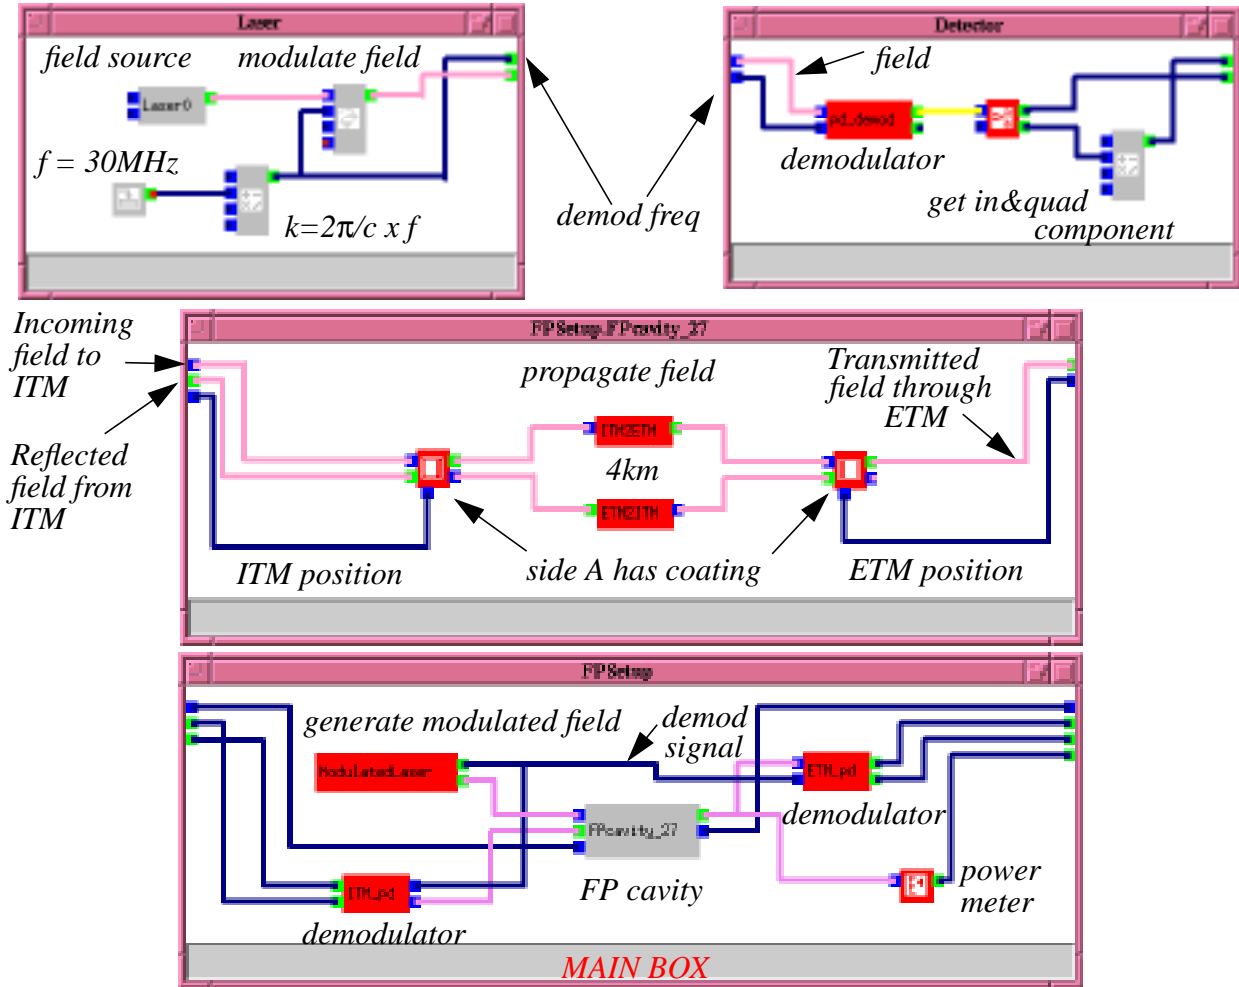 Laser
field source
modulate field
Laser0
f = 30MHz
k=2π/c x f
demod freq
Detector
field
pd_demod
demodulator
get in&quad
component
FPSetup.FPcavity_27
Incoming
field to
ITM
Reflected
field from
ITM
propagate field
ITM2ETM
4km
ETM2ITM
Transmitted
field through
ETM
ITM position
side A has coating
ETM position
FPSetup
generate modulated field
demod
signal
ModulatedLaser
ETM_pd
demodulator
FPcavity_27
FP cavity
ITM_pd
demodulator
power
meter
MAIN BOX